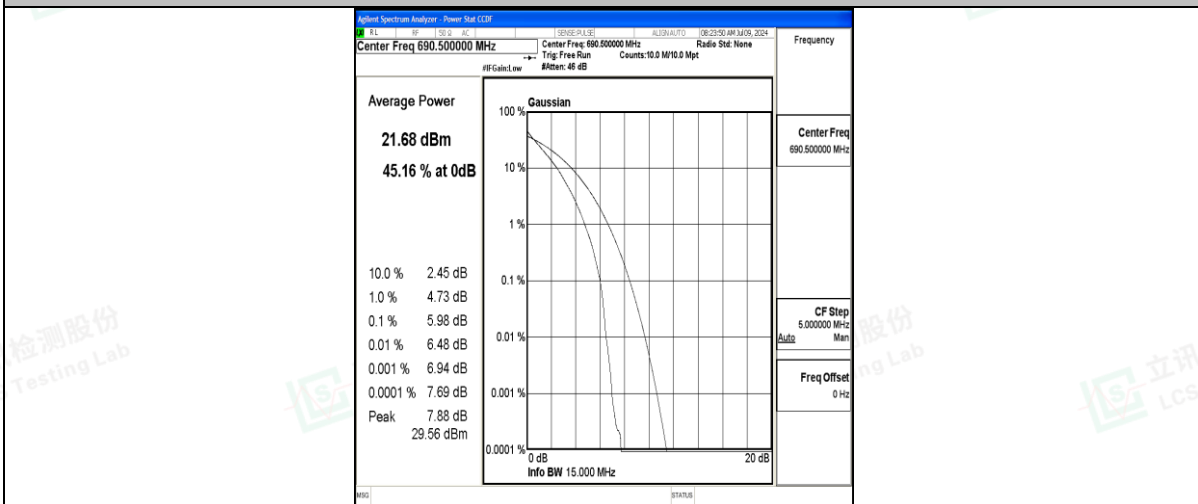 Agilent Spectrum Analyzer - Power Stat CCDF
RL RF 50 Ω AC SENSE:PULSE ALIGN AUTO 08:23:50 AM Jul 09, 2024
Center Freq 690.500000 MHz
Center Freq: 690.500000 MHz Radio Std: None
Trig: Free Run Counts:10.0 M/10.0 Mpt
#IFGain:Low #Atten: 46 dB
Frequency
Average Power
21.68 dBm
45.16 % at 0dB
10.0 % 2.45 dB
1.0 % 4.73 dB
0.1 % 5.98 dB
0.01 % 6.48 dB
0.001 % 6.94 dB
0.0001 % 7.69 dB
Peak 7.88 dB
29.56 dBm
Gaussian
100 %
10 %
1 %
0.1 %
0.01 %
0.001 %
0.0001 %
0 dB 20 dB
Info BW 15.000 MHz
Center Freq
690.500000 MHz
CF Step
5.000000 MHz
Auto Man
Freq Offset
0 Hz
MSG STATUS
检测股份
Testing Lab
股份
ng Lab
立讯
LCS